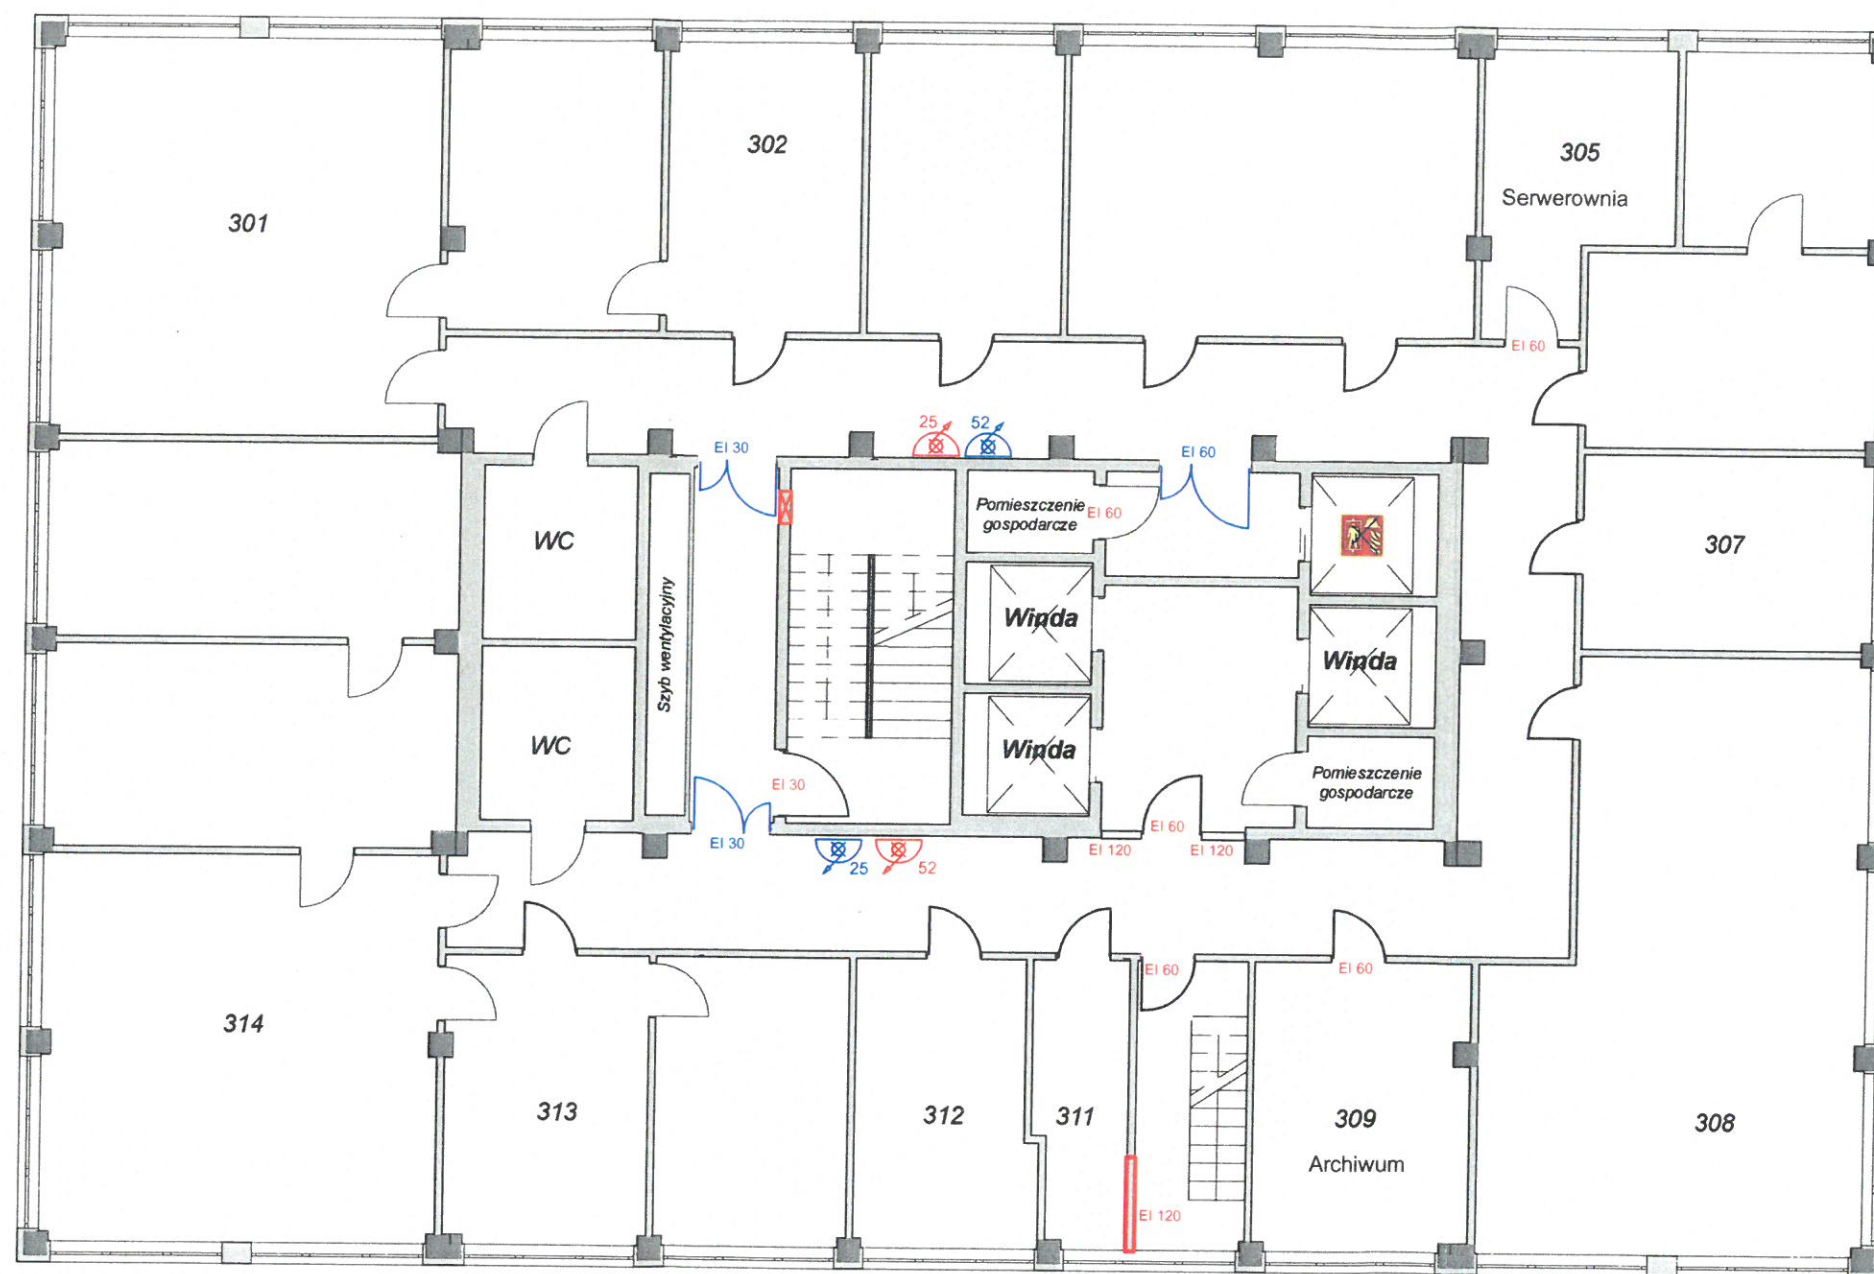 302
305
Serwerownia
301
EI 60
25
52
EI 30
EI 60
Pomieszczenie
gospodarcze
EI 60
WC
307
Szyb wentylacyjny
Winda
Winda
WC
Winda
Pomieszczenie
gospodarcze
EI 30
EI 60
EI 30
EI 120
EI 120
25
52
EI 60
EI 60
314
313
312
311
309
308
Archiwum
EI 120